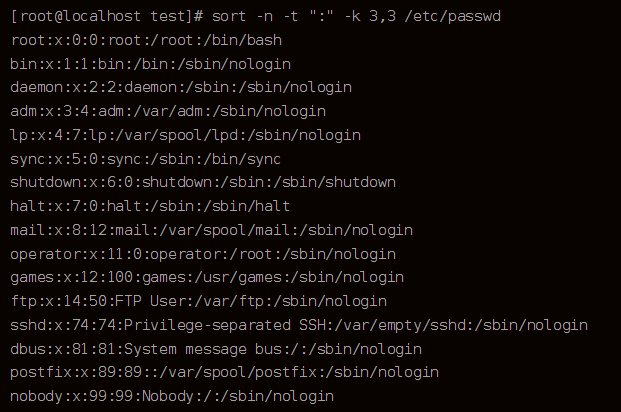 [root@localhost test]# sort -n -t ":" -k 3,3 /etc/passwd
root:x:0:0:root:/root:/bin/bash
bin:x:1:1:bin:/bin:/sbin/nologin
daemon:x:2:2:daemon:/sbin:/sbin/nologin
adm:x:3:4:adm:/var/adm:/sbin/nologin
lp:x:4:7:lp:/var/spool/lpd:/sbin/nologin
sync:x:5:0:sync:/sbin:/bin/sync
shutdown:x:6:0:shutdown:/sbin:/sbin/shutdown
halt:x:7:0:halt:/sbin:/sbin/halt
mail:x:8:12:mail:/var/spool/mail:/sbin/nologin
operator:x:11:0:operator:/root:/sbin/nologin
games:x:12:100:games:/usr/games:/sbin/nologin
ftp:x:14:50:FTP User:/var/ftp:/sbin/nologin
sshd:x:74:74:Privilege-separated SSH:/var/empty/sshd:/sbin/nologin
dbus:x:81:81:System message bus:/:/sbin/nologin
postfix:x:89:89::/var/spool/postfix:/sbin/nologin
nobody:x:99:99:Nobody:/:/sbin/nologin